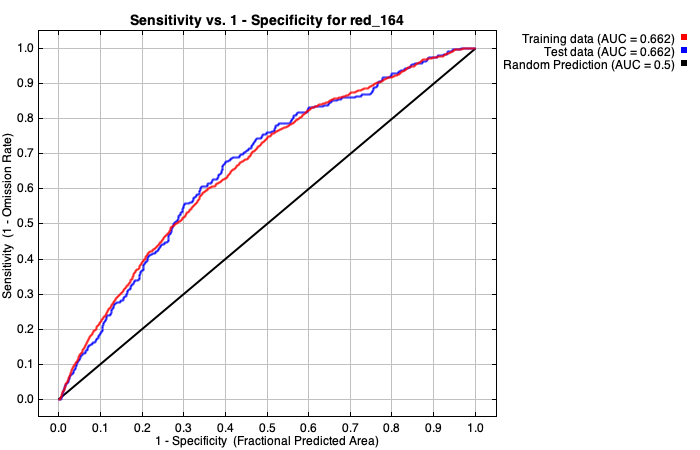 Sensitivity vs. 1 - Specificity for red_164
Training data (AUC = 0.662)
Test data (AUC = 0.662)
Random Prediction (AUC = 0.5)
Sensitivity (1 - Omission Rate)
1.0
0.9
0.8
0.7
0.6
0.5
0.4
0.3
0.2
0.1
0.0
0.0 0.1 0.2 0.3 0.4 0.5 0.6 0.7 0.8 0.9 1.0
1 - Specificity (Fractional Predicted Area)